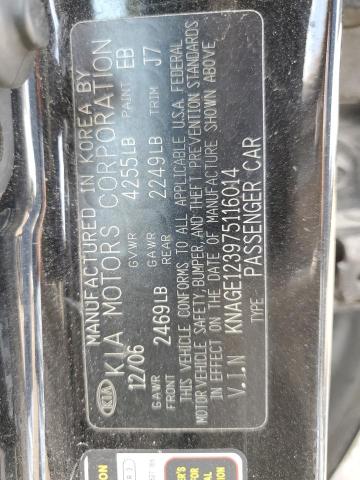 KIA
MANUFACTURED IN KOREA BY
KIA MOTORS CORPORATION
12/06 GVWR 4255LB PAINT EB
GAWR FRONT 2469LB GAWR REAR 2249LB TRIM J7
THIS VEHICLE CONFORMS TO ALL APPLICABLE U.S.A. FEDERAL
MOTOR VEHICLE SAFETY, BUMPER, AND THEFT PREVENTION STANDARDS
IN EFFECT ON THE DATE OF MANUFACTURE SHOWN ABOVE
V.I.N KNAGE123975116014
TYPE PASSENGER CAR